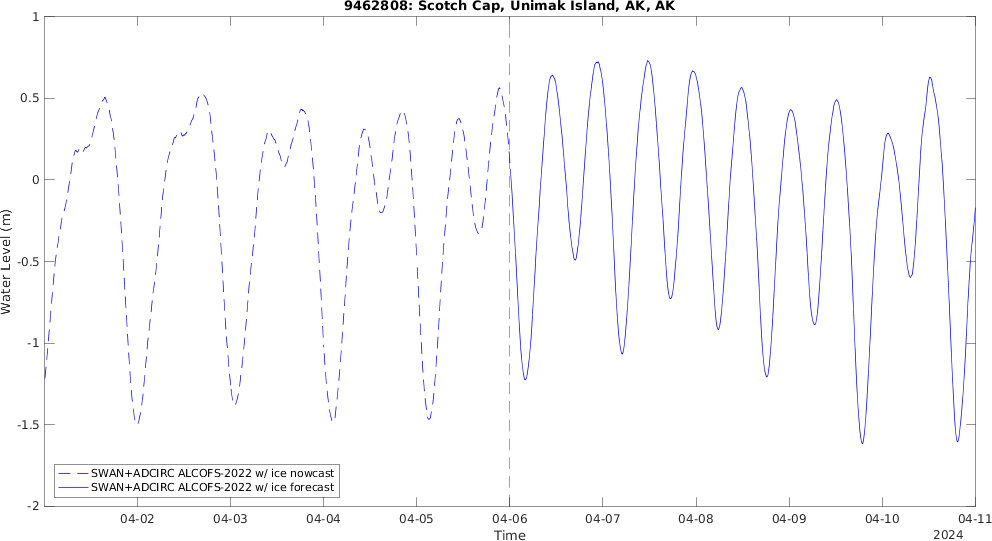 9462808: Scotch Cap, Unimak Island, AK, AK
1
0.5
0
-0.5
-1
-1.5
-2
Water Level (m)
SWAN+ADCIRC ALCOFS-2022 w/ ice nowcast
SWAN+ADCIRC ALCOFS-2022 w/ ice forecast
04-02 04-03 04-04 04-05 04-06 04-07 04-08 04-09 04-10 04-11
Time
2024